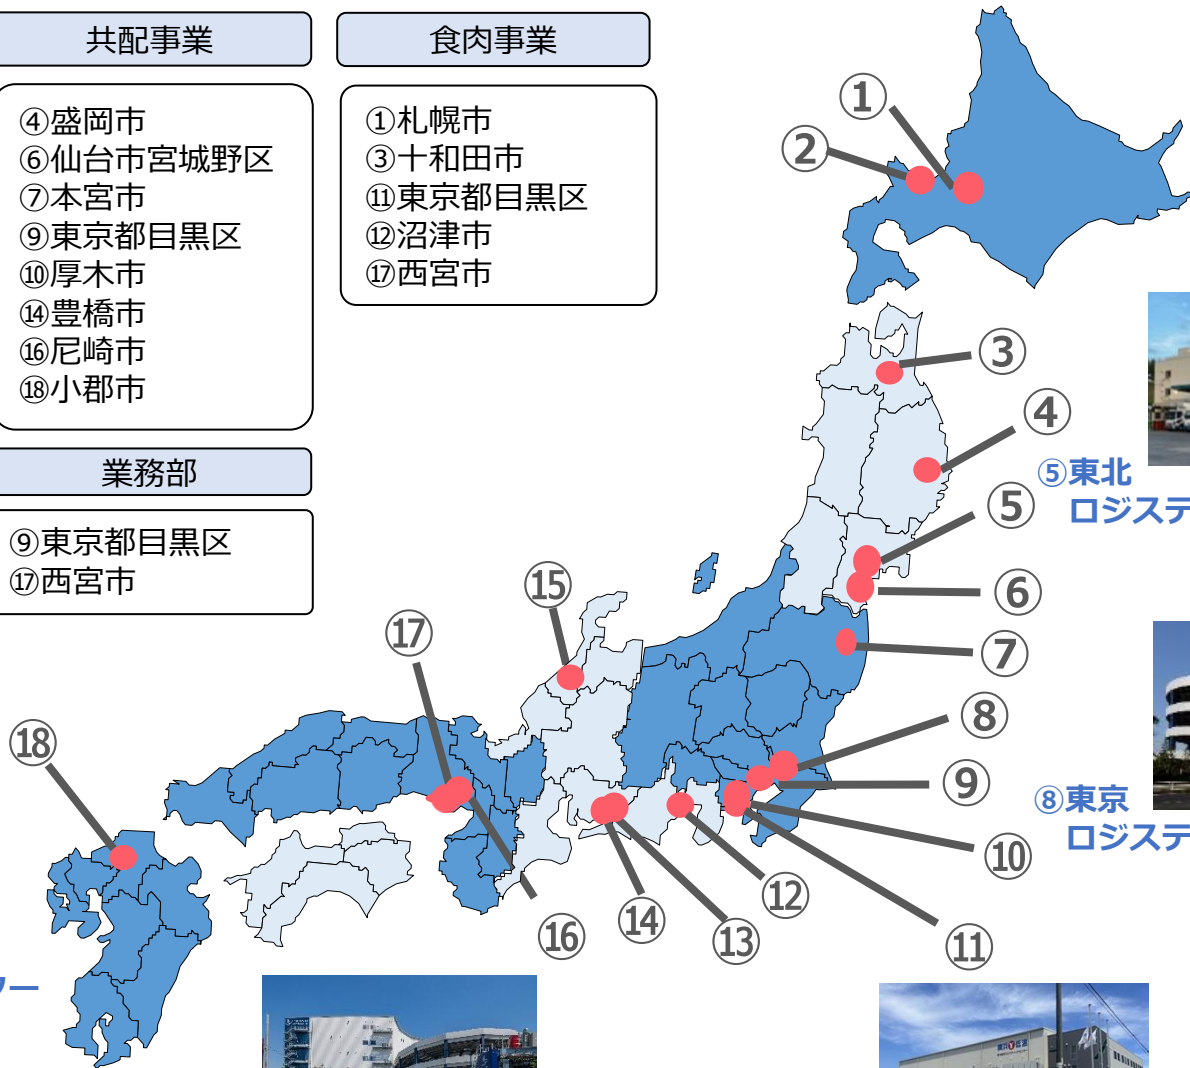 共配事業
④盛岡市
⑥仙台市宮城野区
⑦本宮市
⑨東京都目黒区
⑩厚木市
⑭豊橋市
⑯尼崎市
⑱小郡市
食肉事業
①札幌市
③十和田市
⑪東京都目黒区
⑫沼津市
⑰西宮市
業務部
⑨東京都目黒区
⑰西宮市
①
②
③
④
⑤
⑤東北
ロジステ
⑥
⑦
⑮
⑰
⑱
⑧
⑨
⑧東京
ロジステ
⑩
⑫
⑭
⑬
⑯
⑪
ー